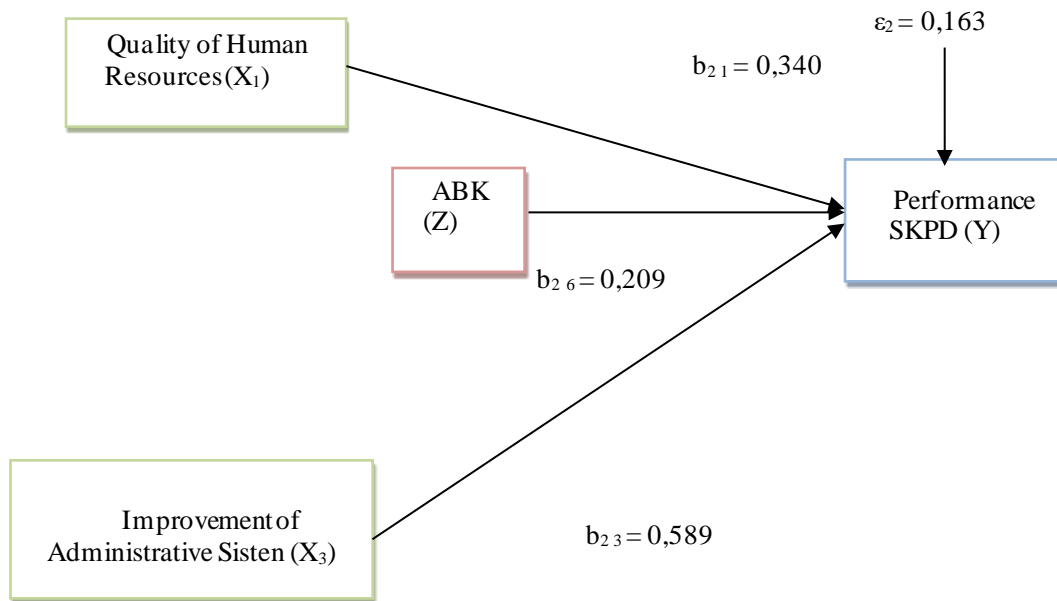 Quality of Human
Resources (X₁)
ε₂ = 0,163
b₂ ₁ = 0,340
ABK
(Z)
Performance
SKPD (Y)
b₂ ₆ = 0,209
Improvement of
Administrative Sisten (X₃)
b₂ ₃ = 0,589